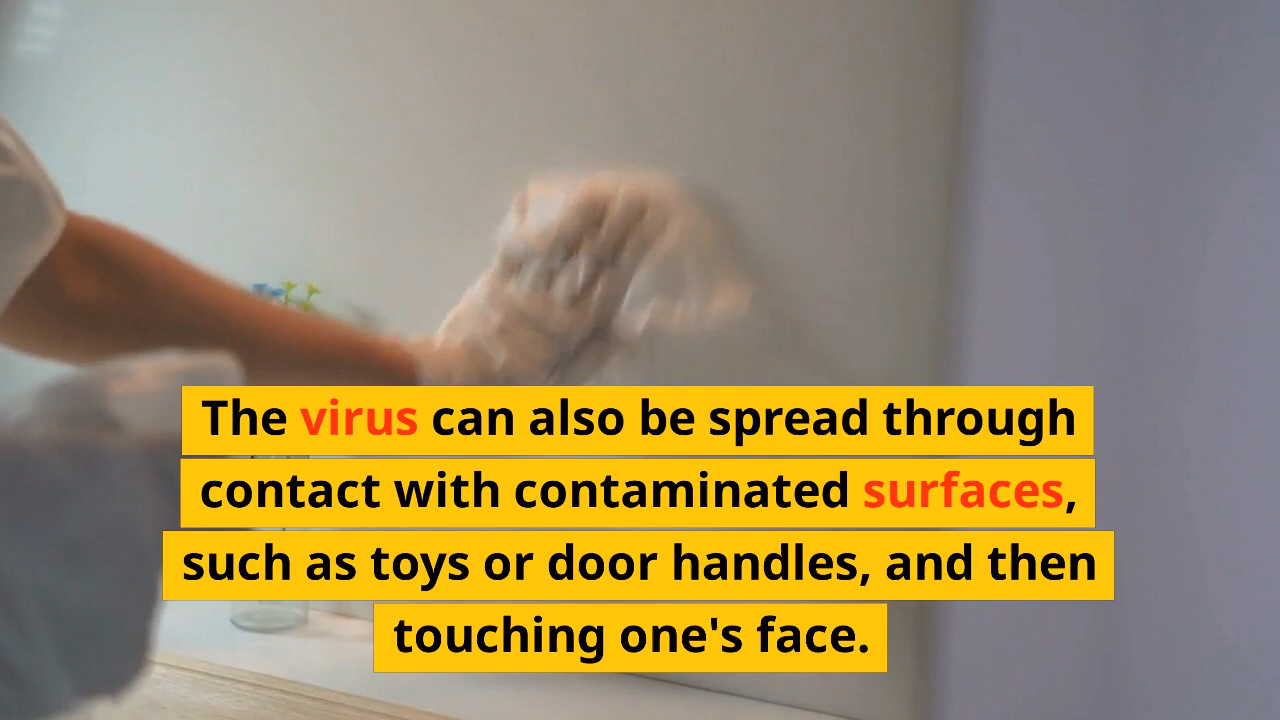 The virus can also be spread through
contact with contaminated surfaces,
such as toys or door handles, and then
touching one's face.